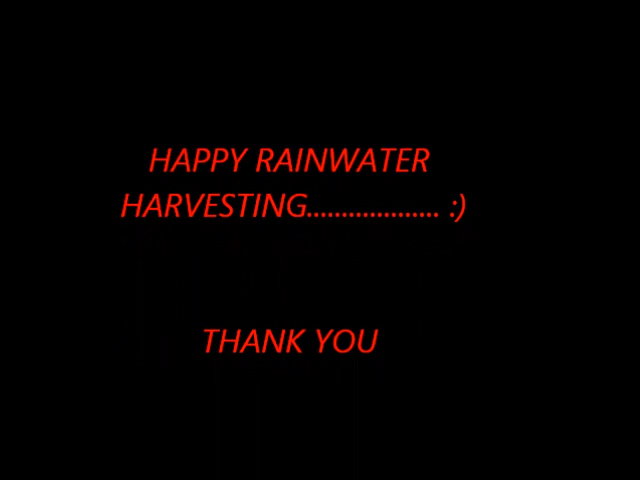 HAPPY RAINWATER
HARVESTING................... :)
THANK YOU